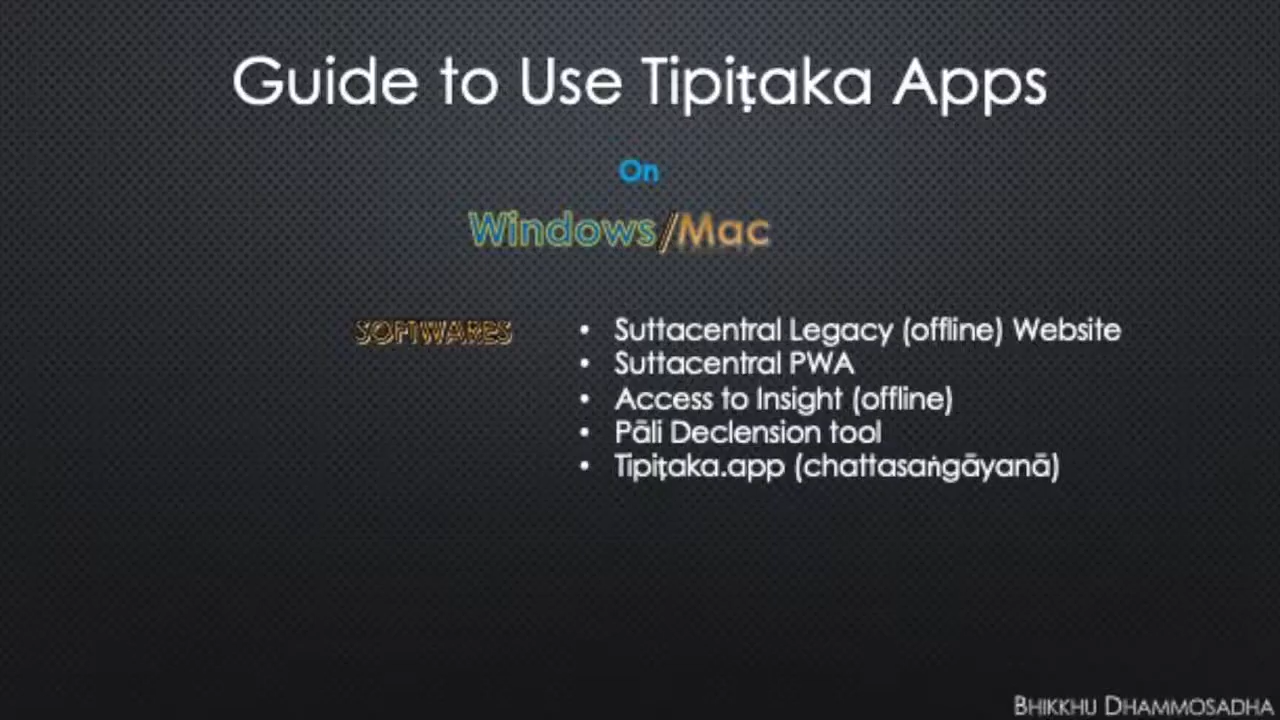 Guide to Use Tipiṭaka Apps
On
Windows/Mac
SOFTWARES
• Suttacentral Legacy (offline) Website
• Suttacentral PWA
• Access to Insight (offline)
• Pāli Declension tool
• Tipiṭaka.app (chattasaṅgāyanā)
BHIKKHU DHAMMOSADHA